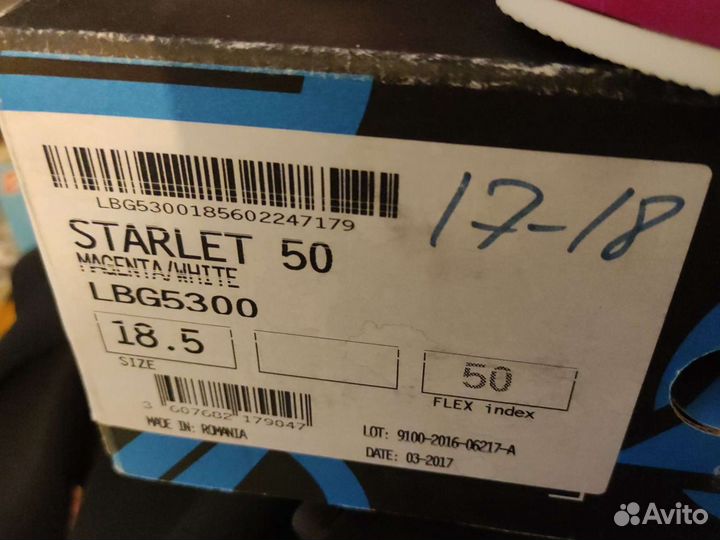 LBG5300185602247179
17-18
STARLET 50
MAGENTA/WHITE
LBG5300
18.5
50
SIZE
FLEX index
3 607682 179047
MADE IN: ROMANIA
LOT: 9100-2016-06217-A
DATE: 03-2017
Avito